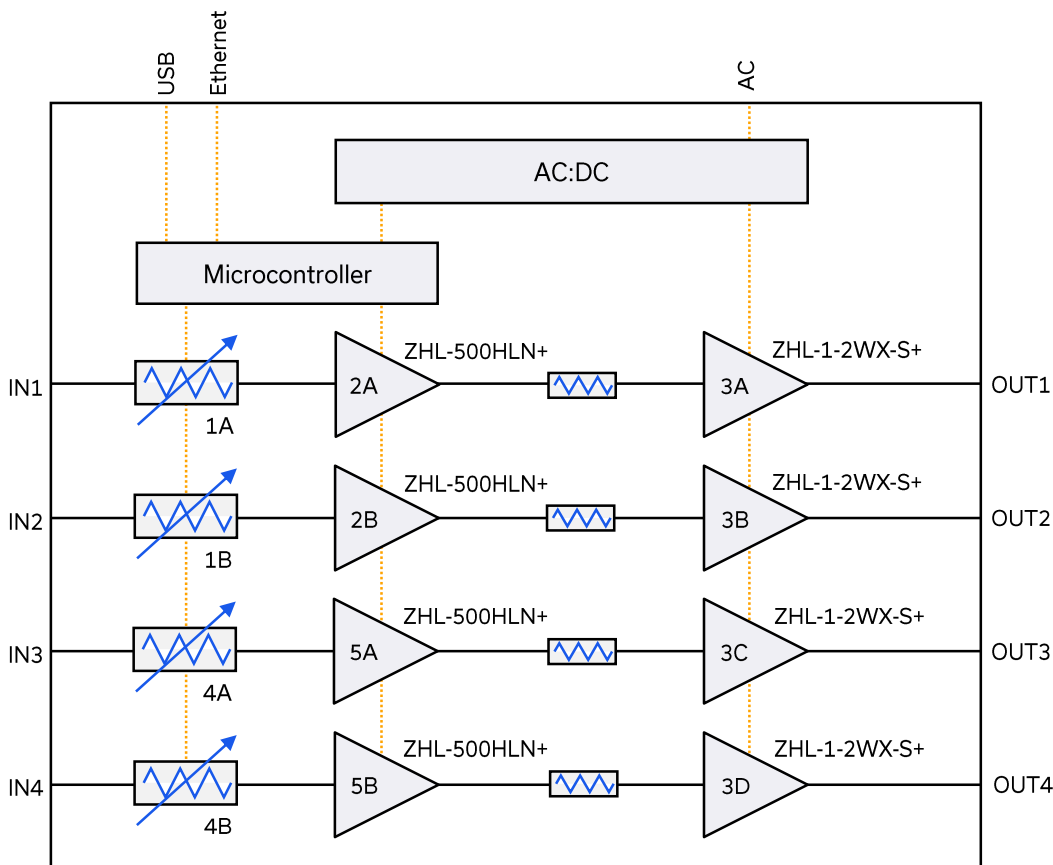 USB
Ethernet
AC
AC:DC
Microcontroller
ZHL-500HLN+
ZHL-1-2WX-S+
IN1
2A
3A
OUT1
1A
ZHL-500HLN+
ZHL-1-2WX-S+
IN2
2B
3B
OUT2
1B
ZHL-500HLN+
ZHL-1-2WX-S+
IN3
5A
3C
OUT3
4A
ZHL-500HLN+
ZHL-1-2WX-S+
IN4
5B
3D
OUT4
4B